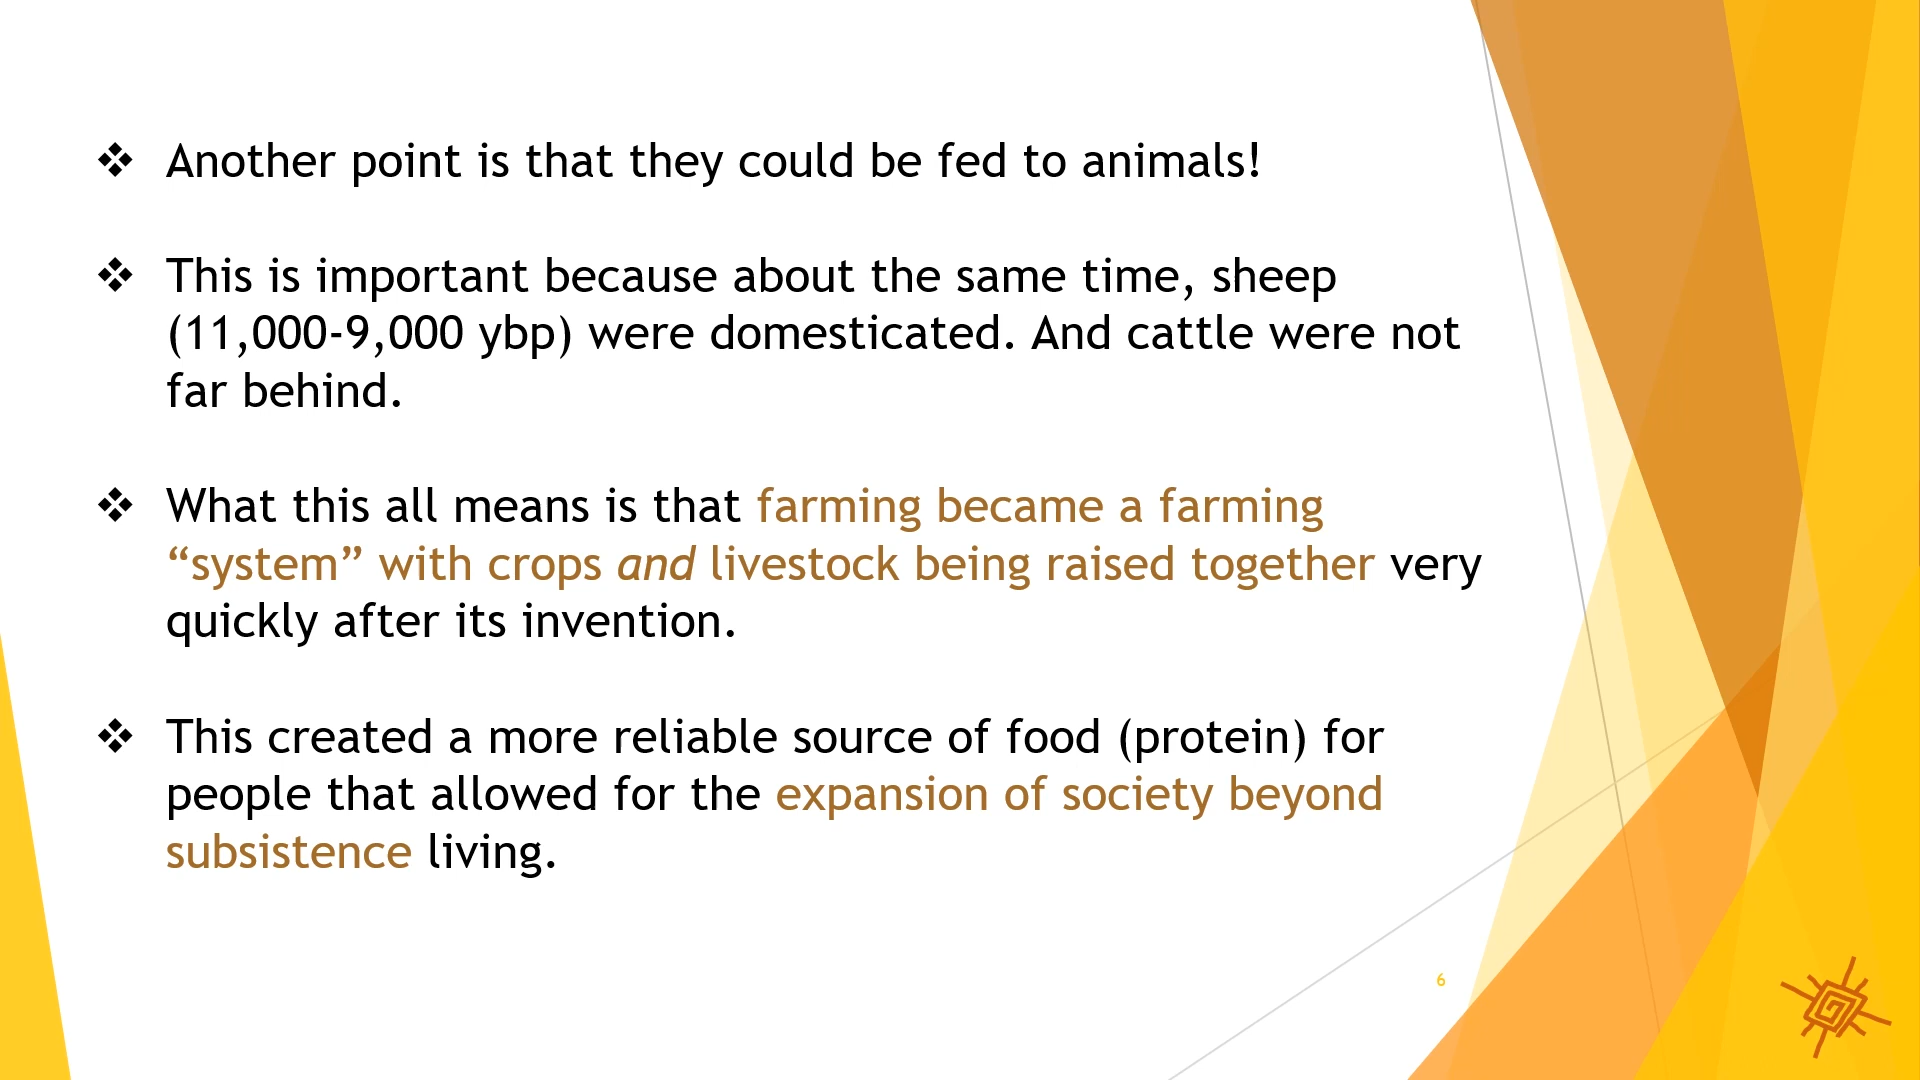 ❖ Another point is that they could be fed to animals!
❖ This is important because about the same time, sheep
(11,000-9,000 ybp) were domesticated. And cattle were not
far behind.
❖ What this all means is that farming became a farming
“system” with crops and livestock being raised together very
quickly after its invention.
❖ This created a more reliable source of food (protein) for
people that allowed for the expansion of society beyond
subsistence living.
6